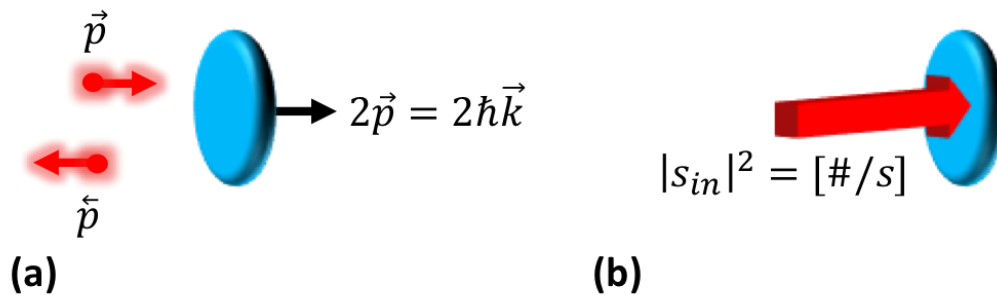 p⃗
2p⃗ = 2ħk⃗
p⃖
|s_in|² = [#/s]
(a)
(b)